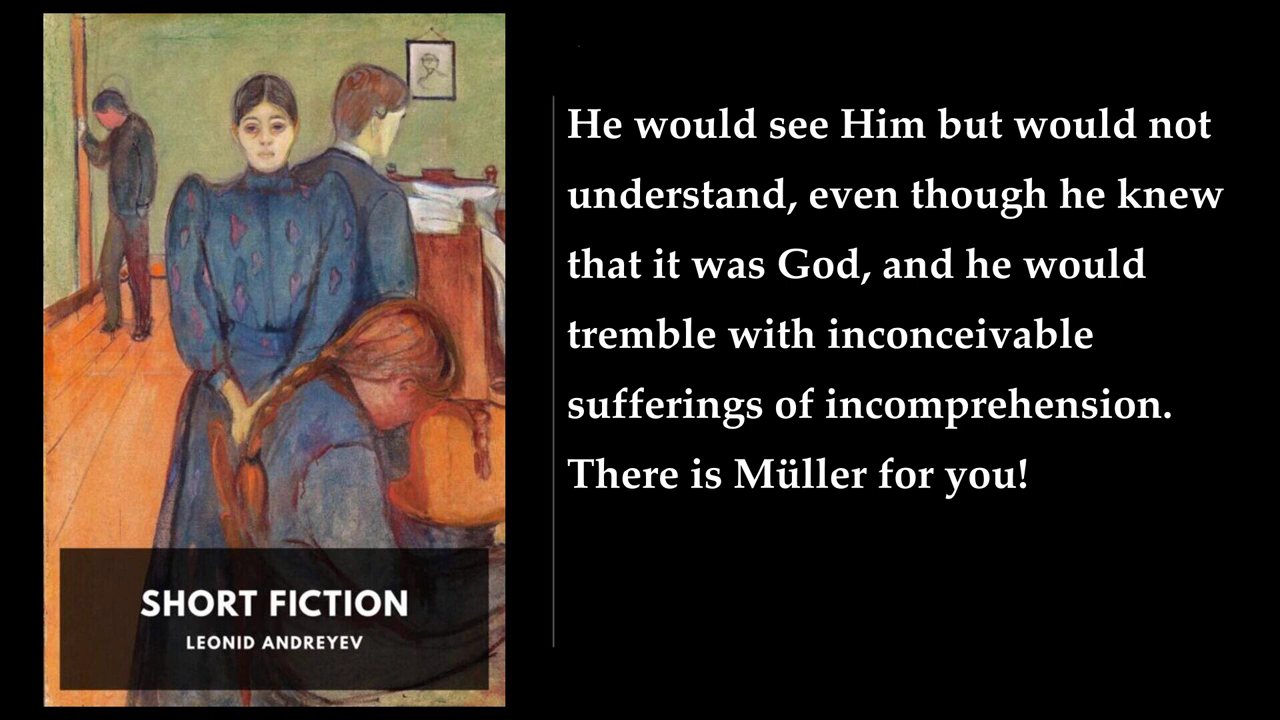 He would see Him but would not
understand, even though he knew
that it was God, and he would
tremble with inconceivable
sufferings of incomprehension.
There is Müller for you!
SHORT FICTION
LEONID ANDREYEV